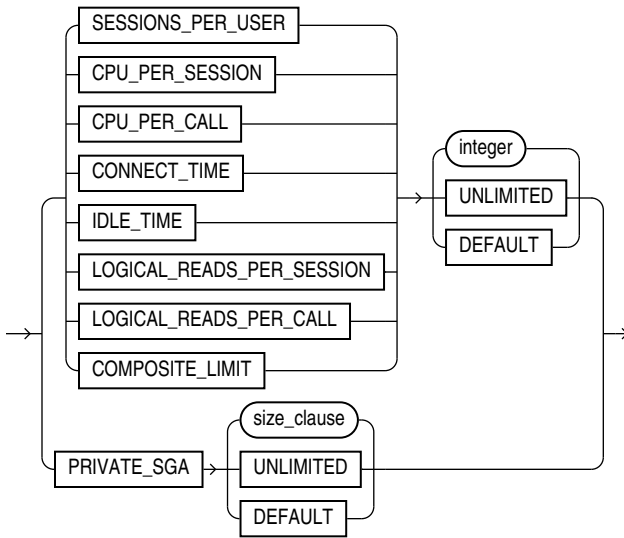 SESSIONS_PER_USER
CPU_PER_SESSION
CPU_PER_CALL
CONNECT_TIME
IDLE_TIME
LOGICAL_READS_PER_SESSION
LOGICAL_READS_PER_CALL
COMPOSITE_LIMIT
integer
UNLIMITED
DEFAULT
PRIVATE_SGA
size_clause
UNLIMITED
DEFAULT